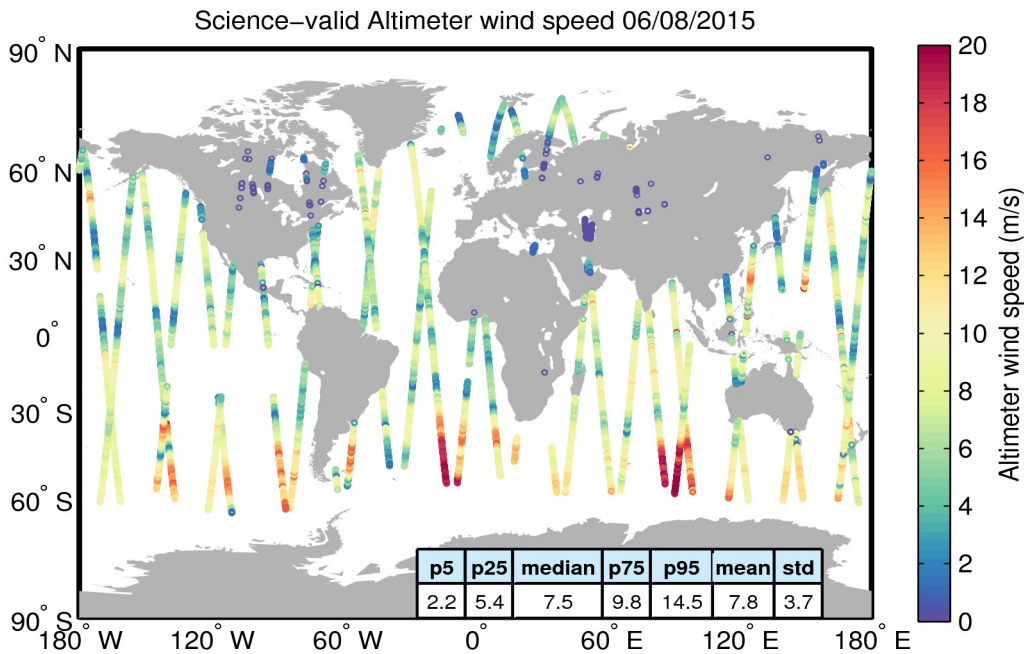 Science−valid Altimeter wind speed 06/08/2015
90° N
60° N
30° N
0°
30° S
60° S
90° S
180° W
120° W
60° W
0°
60° E
120° E
180° E
p5 p25 median p75 p95 mean std
2.2 5.4 7.5 9.8 14.5 7.8 3.7
20
18
16
14
12
10
8
6
4
2
0
Altimeter wind speed (m/s)